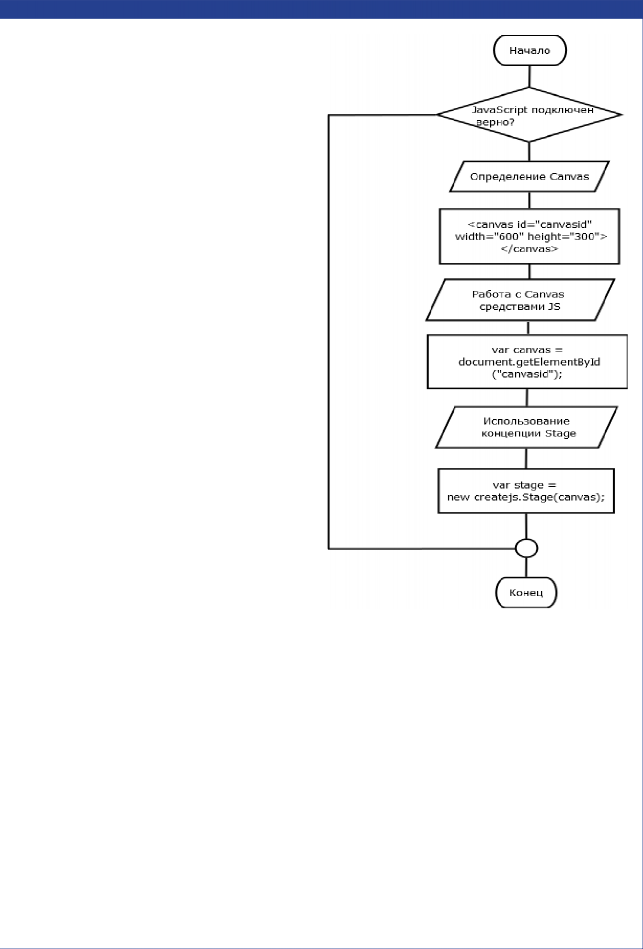 Начало
JavaScript подключен
верно?
Определение Canvas
<canvas id="canvasid"
width="600" height="300">
</canvas>
Работа с Canvas
средствами JS
var canvas =
document.getElementById
("canvasid");
Использование
концепции Stage
var stage =
new createjs.Stage(canvas);
Конец